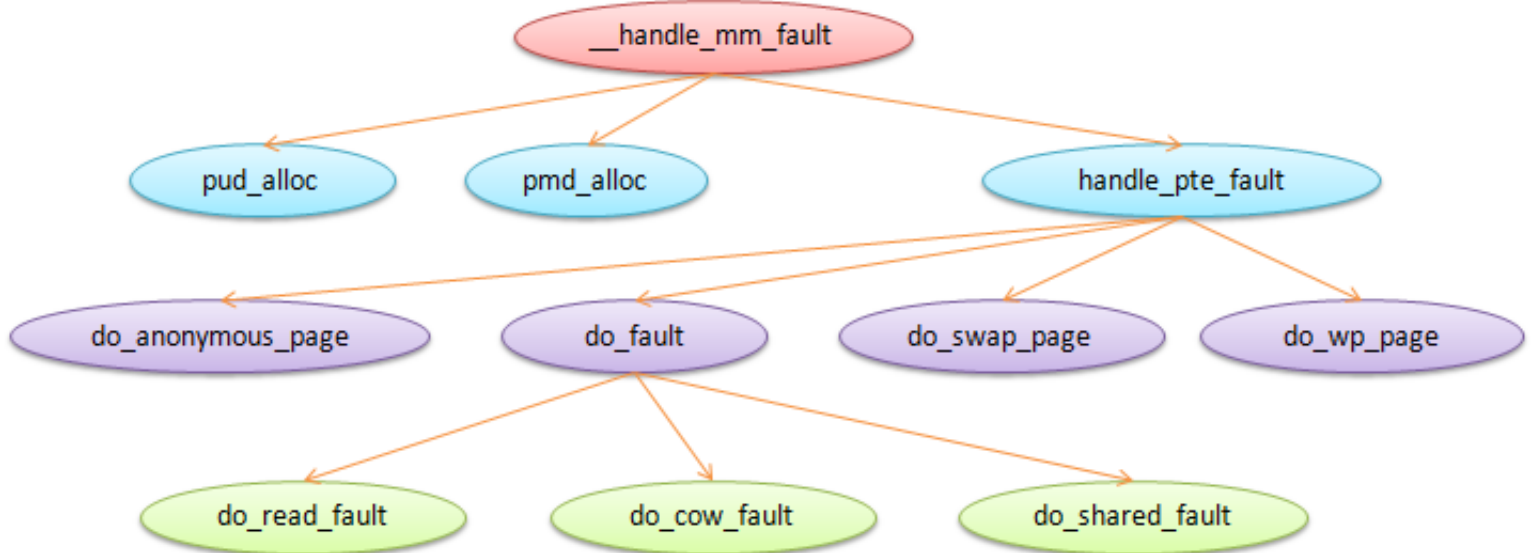 __handle_mm_fault
pud_alloc
pmd_alloc
handle_pte_fault
do_anonymous_page
do_fault
do_swap_page
do_wp_page
do_read_fault
do_cow_fault
do_shared_fault